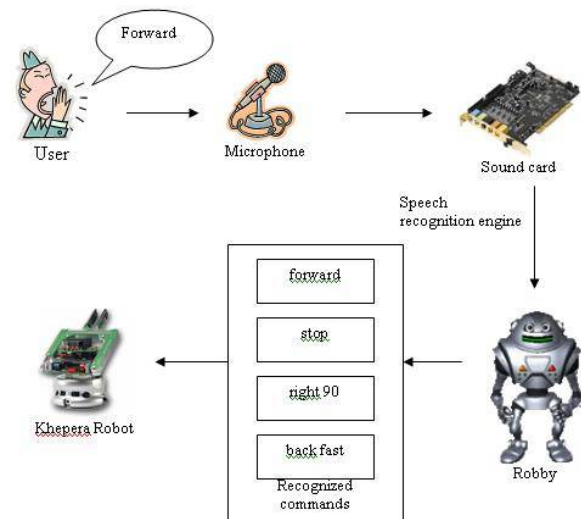 Forward
User
Microphone
Sound card
Speech
recognition engine
forward
stop
right 90
back fast
Recognized
commands
Khepera Robot
Robby